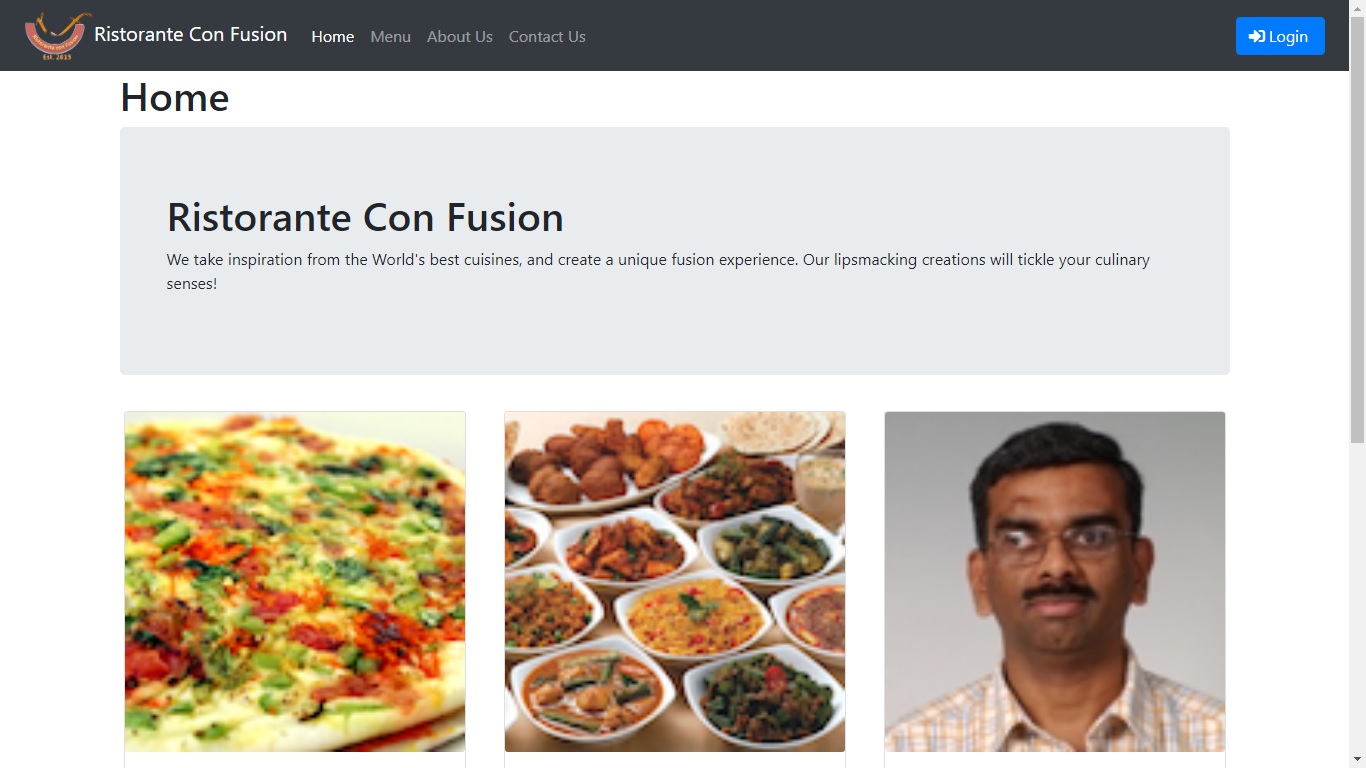 Ristorante con Fusion
Est. 2013
Ristorante Con Fusion
Home
Menu
About Us
Contact Us
Login
Home
Ristorante Con Fusion
We take inspiration from the World's best cuisines, and create a unique fusion experience. Our lipsmacking creations will tickle your culinary
senses!